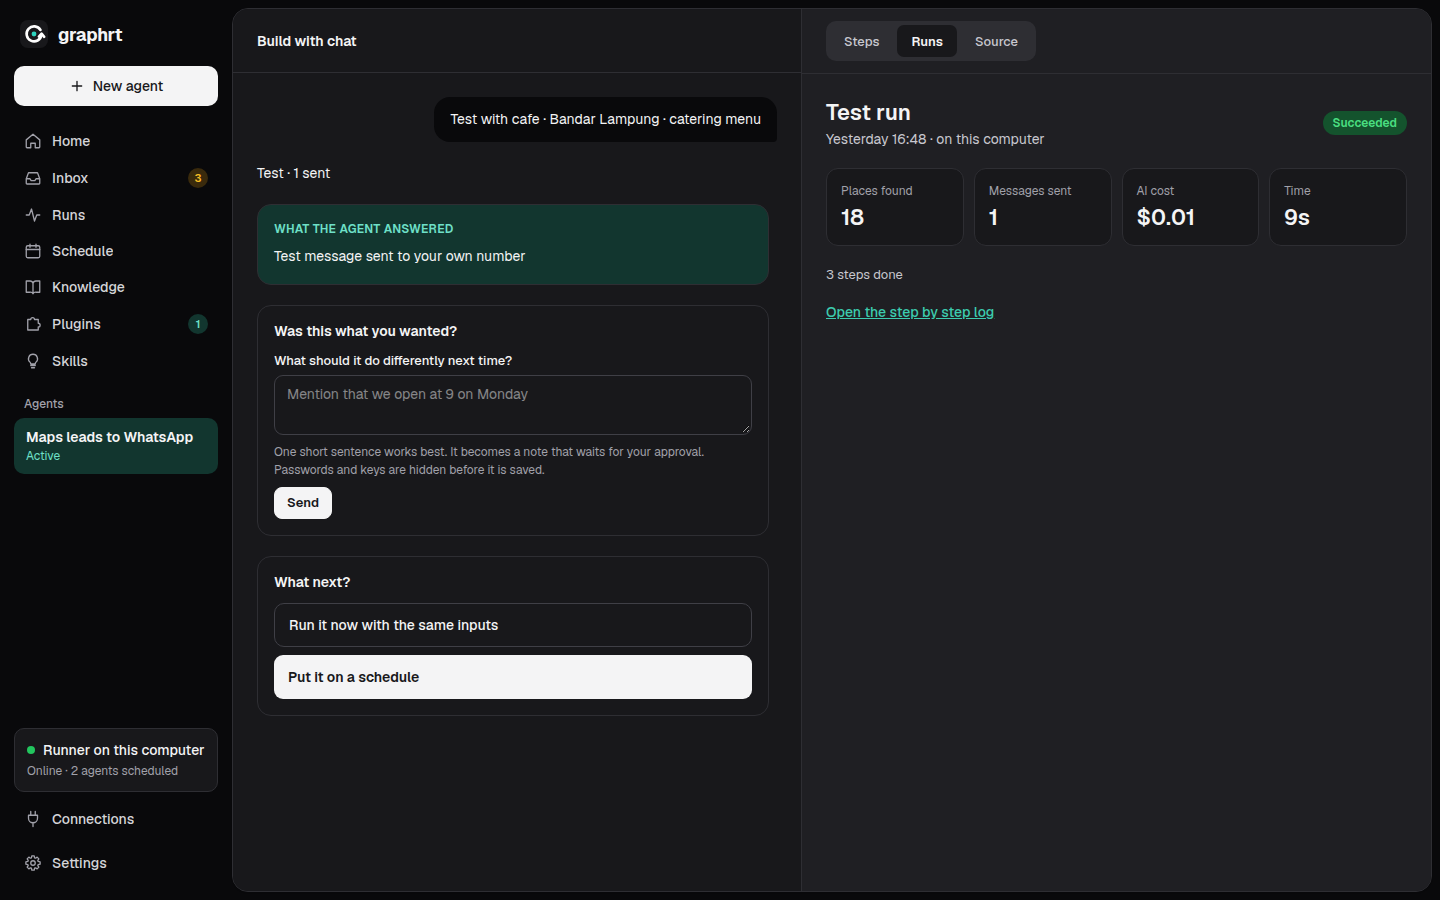 graphrt
New agent
Home
Inbox
3
Runs
Schedule
Knowledge
Plugins
1
Skills
Agents
Maps leads to WhatsApp
Active
Runner on this computer
Online · 2 agents scheduled
Connections
Settings
Build with chat
Test with cafe · Bandar Lampung · catering menu
Test · 1 sent
WHAT THE AGENT ANSWERED
Test message sent to your own number
Was this what you wanted?
What should it do differently next time?
Mention that we open at 9 on Monday
One short sentence works best. It becomes a note that waits for your approval.
Passwords and keys are hidden before it is saved.
Send
What next?
Run it now with the same inputs
Put it on a schedule
Steps
Runs
Source
Test run
Yesterday 16:48 · on this computer
Succeeded
Places found
18
Messages sent
1
AI cost
$0.01
Time
9s
3 steps done
Open the step by step log